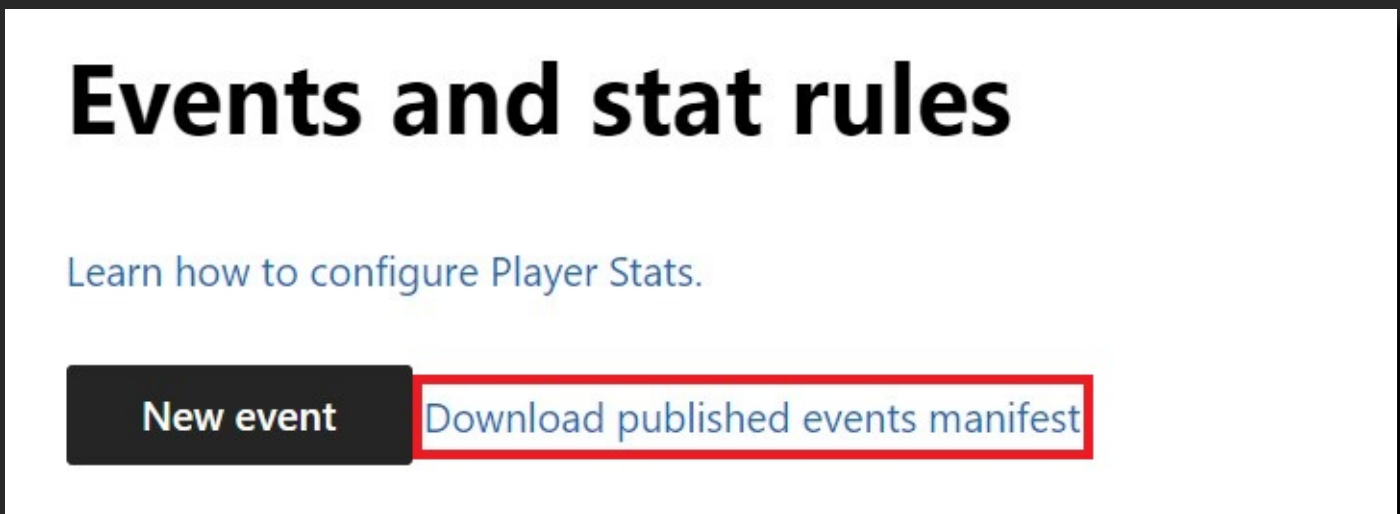 Events and stat rules
Learn how to configure Player Stats.
New event Download published events manifest